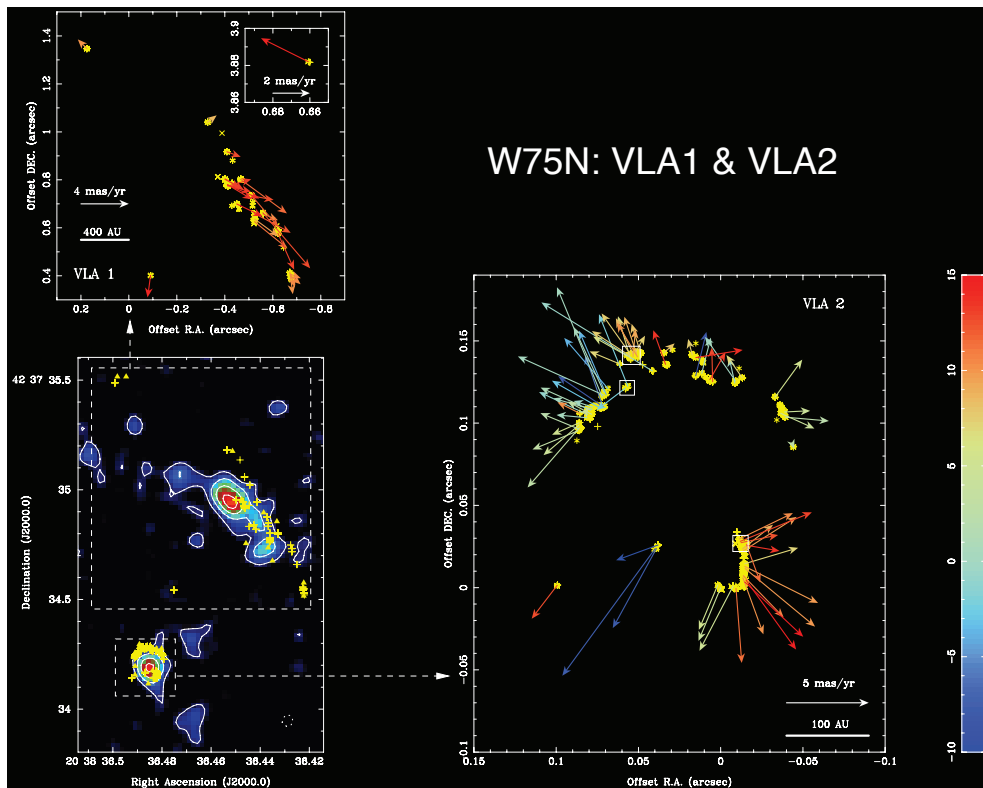 W75N: VLA1 & VLA2
1.4
1.2
1
0.8
0.6
0.4
Offset DEC. (arcsec)
3.9
3.88
3.86
2 mas/yr
0.68
0.66
4 mas/yr
400 AU
VLA 1
0.2
0
−0.2
−0.4
−0.6
−0.8
Offset R.A. (arcsec)
42 37 35.5
35
34.5
34
Declination (J2000.0)
20 38 36.5
36.48
36.46
36.44
36.42
Right Ascension (J2000.0)
VLA 2
0.15
0.1
0.05
0
−0.05
−0.1
Offset DEC. (arcsec)
5 mas/yr
100 AU
0.15
0.1
0.05
0
−0.05
−0.1
Offset R.A. (arcsec)
15
10
5
0
−5
−10